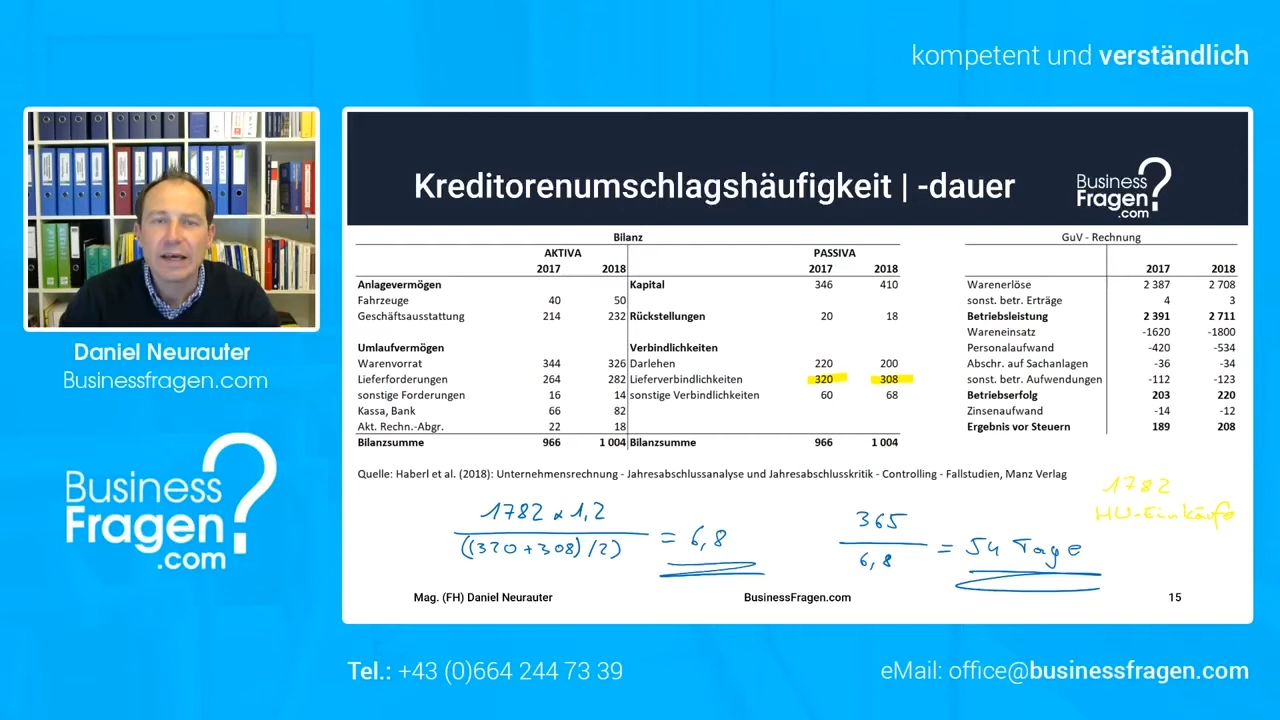 kompetent und verständlich
Daniel Neurauter
Businessfragen.com
Business
Fragen
.com
?
Kreditorenumschlagshäufigkeit | -dauer
Business
Fragen
.com
?
Bilanz
AKTIVA PASSIVA
2017 2018 2017 2018
Anlagevermögen Kapital 346 410
Fahrzeuge 40 50
Geschäftsausstattung 214 232 Rückstellungen 20 18
Umlaufvermögen Verbindlichkeiten
Warenvorrat 344 326 Darlehen 220 200
Lieferforderungen 264 282 Lieferverbindlichkeiten 320 308
sonstige Forderungen 16 14 sonstige Verbindlichkeiten 60 68
Kassa, Bank 66 82
Akt. Rechn.-Abgr. 22 18
Bilanzsumme 966 1 004 Bilanzsumme 966 1 004
GuV - Rechnung
2017 2018
Warenerlöse 2 387 2 708
sonst. betr. Erträge 4 3
Betriebsleistung 2 391 2 711
Wareneinsatz -1620 -1800
Personalaufwand -420 -534
Abschr. auf Sachanlagen -36 -34
sonst. betr. Aufwendungen -112 -123
Betriebserfolg 203 220
Zinsenaufwand -14 -12
Ergebnis vor Steuern 189 208
Quelle: Haberl et al. (2018): Unternehmensrechnung - Jahresabschlussanalyse und Jahresabschlusskritik - Controlling - Fallstudien, Manz Verlag
1782
HW-Einkäufe
1782 x 1,2
((320+308)/2) = 6,8
365
6,8 = 54 Tage
Mag. (FH) Daniel Neurauter BusinessFragen.com 15
Tel.: +43 (0)664 244 73 39
eMail: office@businessfragen.com